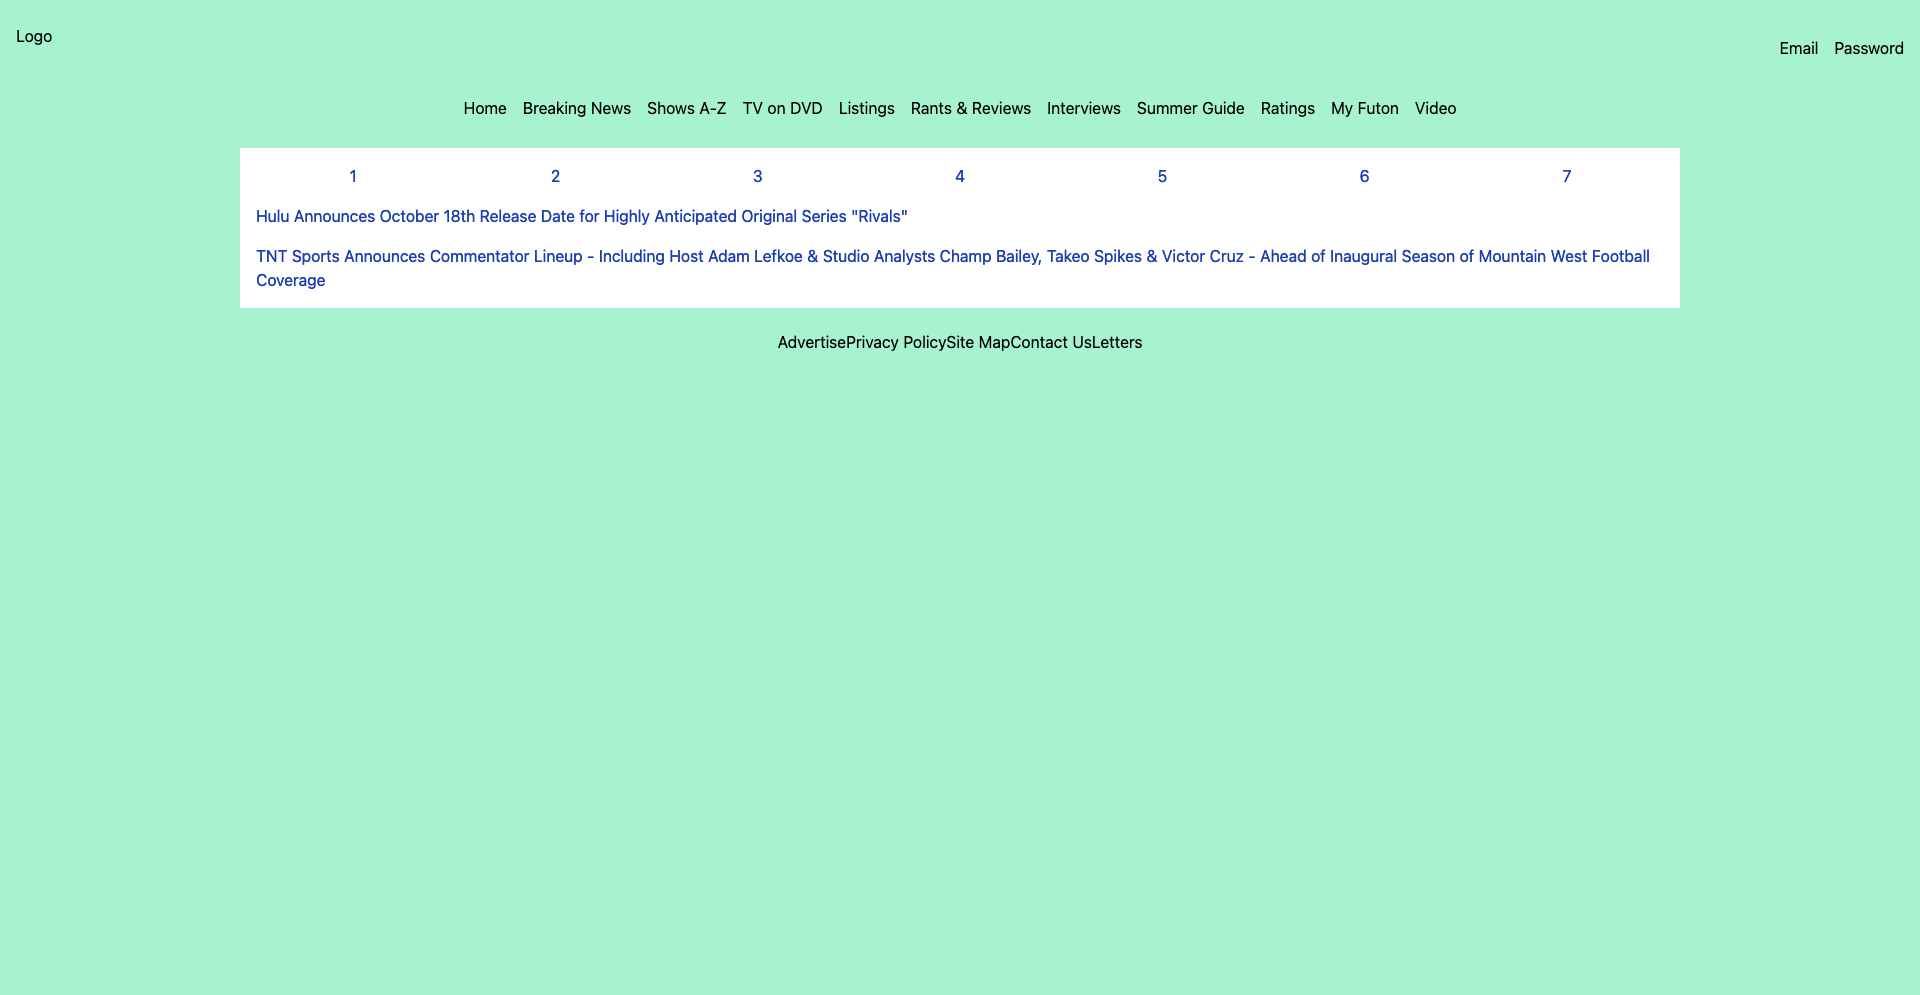 Logo
Email Password
Home Breaking News Shows A-Z TV on DVD Listings Rants & Reviews Interviews Summer Guide Ratings My Futon Video
1 2 3 4 5 6 7
Hulu Announces October 18th Release Date for Highly Anticipated Original Series "Rivals"
TNT Sports Announces Commentator Lineup - Including Host Adam Lefkoe & Studio Analysts Champ Bailey, Takeo Spikes & Victor Cruz - Ahead of Inaugural Season of Mountain West Football
Coverage
AdvertisePrivacy PolicySite MapContact UsLetters